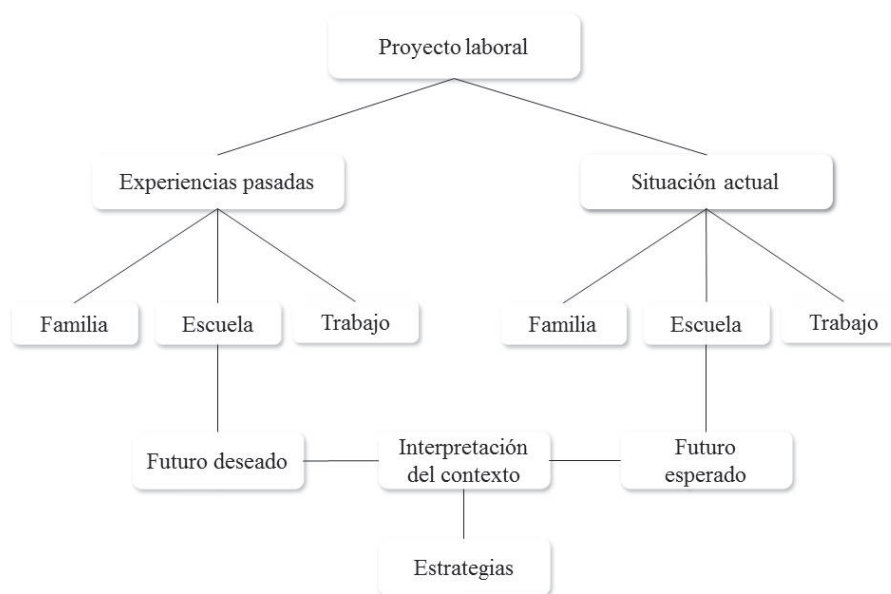 Proyecto laboral
Experiencias pasadas
Situación actual
Familia
Escuela
Trabajo
Familia
Escuela
Trabajo
Futuro deseado
Interpretación
del contexto
Futuro
esperado
Estrategias